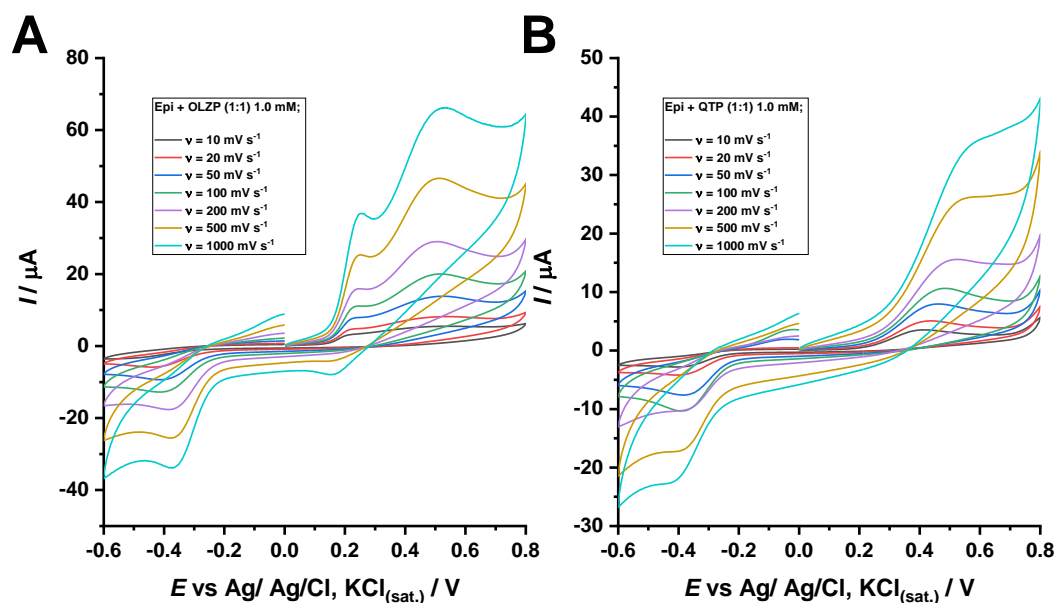 A
80
60
40
20
0
-20
-40
I / μA
Epi + OLZP (1:1) 1.0 mM;
ν = 10 mV s⁻¹
ν = 20 mV s⁻¹
ν = 50 mV s⁻¹
ν = 100 mV s⁻¹
ν = 200 mV s⁻¹
ν = 500 mV s⁻¹
ν = 1000 mV s⁻¹
-0.6 -0.4 -0.2 0.0 0.2 0.4 0.6 0.8
E vs Ag/ Ag/Cl, KCl(sat.) / V
B
50
40
30
20
10
0
-10
-20
-30
I / μA
Epi + QTP (1:1) 1.0 mM;
ν = 10 mV s⁻¹
ν = 20 mV s⁻¹
ν = 50 mV s⁻¹
ν = 100 mV s⁻¹
ν = 200 mV s⁻¹
ν = 500 mV s⁻¹
ν = 1000 mV s⁻¹
-0.6 -0.4 -0.2 0.0 0.2 0.4 0.6 0.8
E vs Ag/ Ag/Cl, KCl(sat.) / V